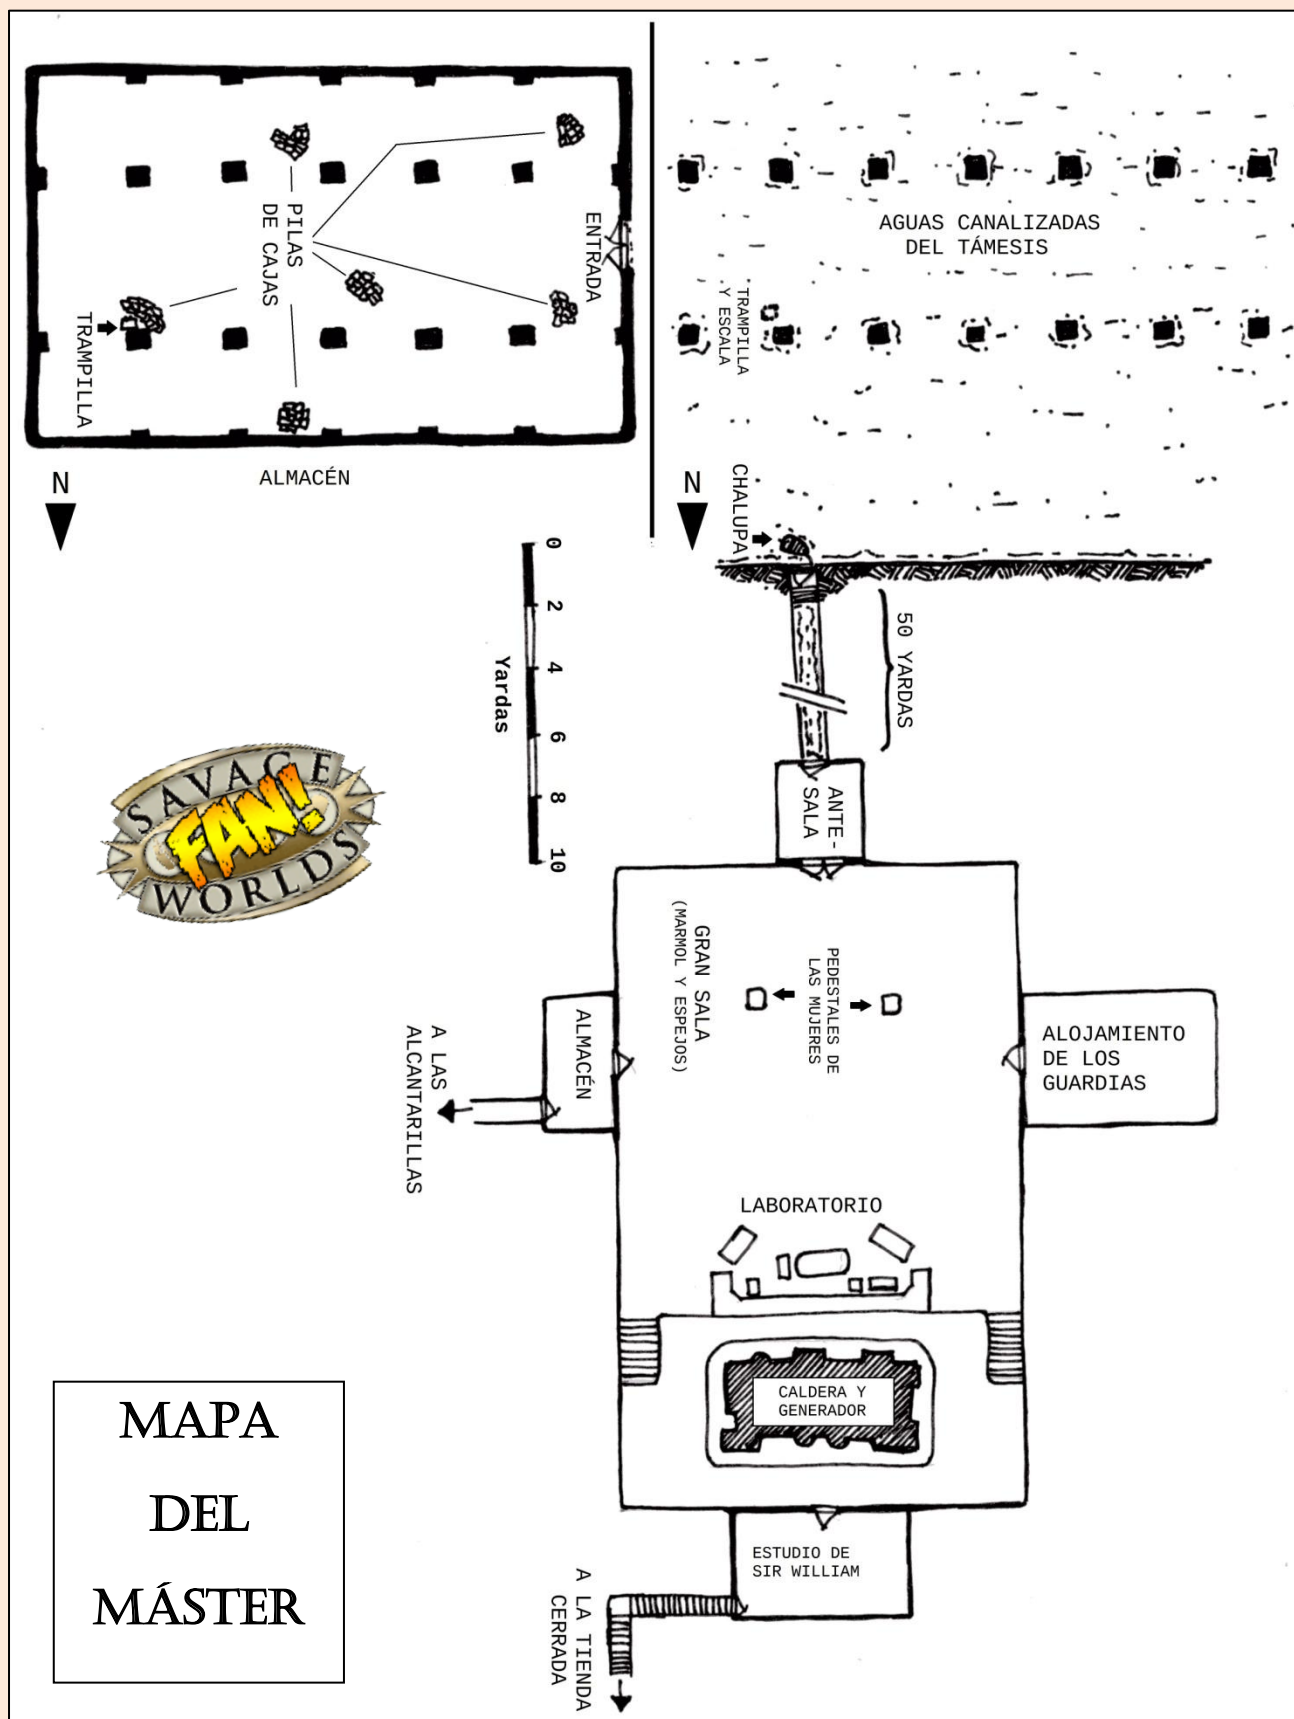 PILAS
DE CAJAS
ENTRADA
TRAMPILLA
ALMACÉN
N
AGUAS CANALIZADAS
DEL TÁMESIS
TRAMPILLA
Y ESCALA
N
CHALUPA
0
2
4
6
8
10
Yardas
50 YARDAS
SAVAGE
FAN!
WORLDS
ANTE-
SALA
GRAN SALA
(MARMOL Y ESPEJOS)
PEDESTALES DE
LAS MUJERES
ALMACÉN
A LAS
ALCANTARILLAS
ALOJAMIENTO
DE LOS
GUARDIAS
LABORATORIO
CALDERA Y
GENERADOR
ESTUDIO DE
SIR WILLIAM
A LA TIENDA
CERRADA
MAPA
DEL
MÁSTER